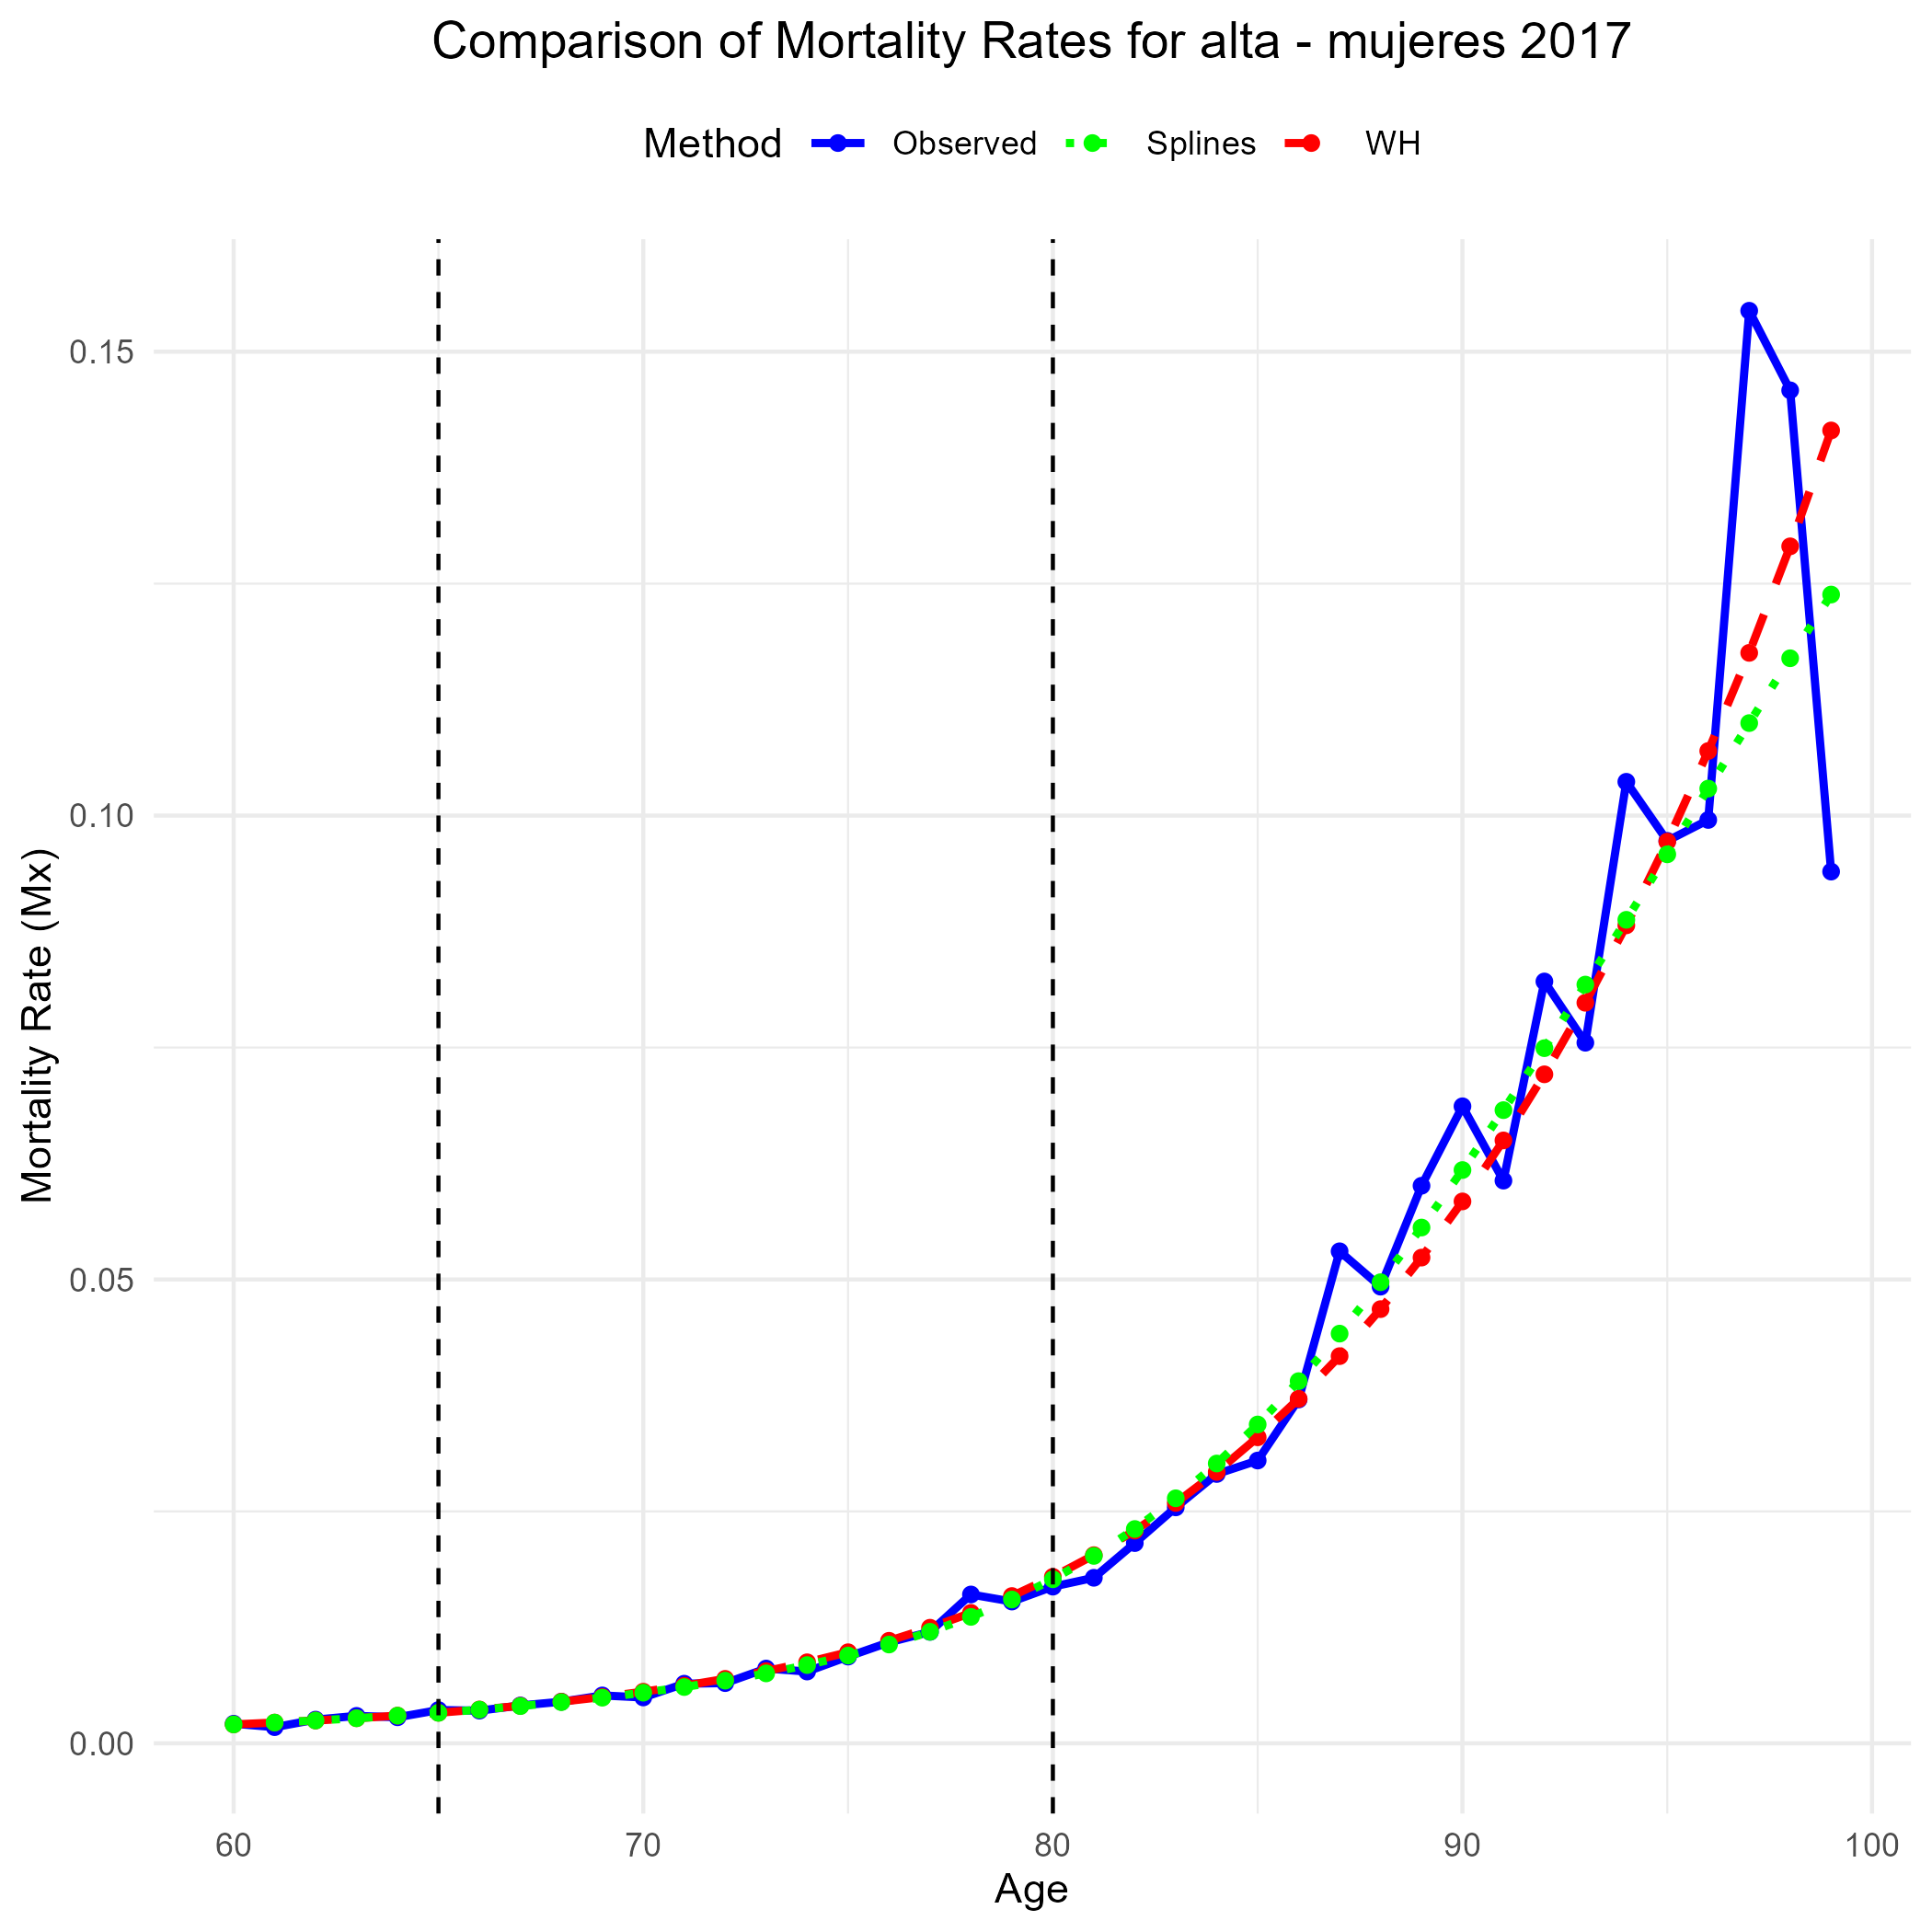 Comparison of Mortality Rates for alta - mujeres 2017
Method Observed Splines WH
Mortality Rate (Mx)
0.15
0.10
0.05
0.00
60 70 80 90 100
Age